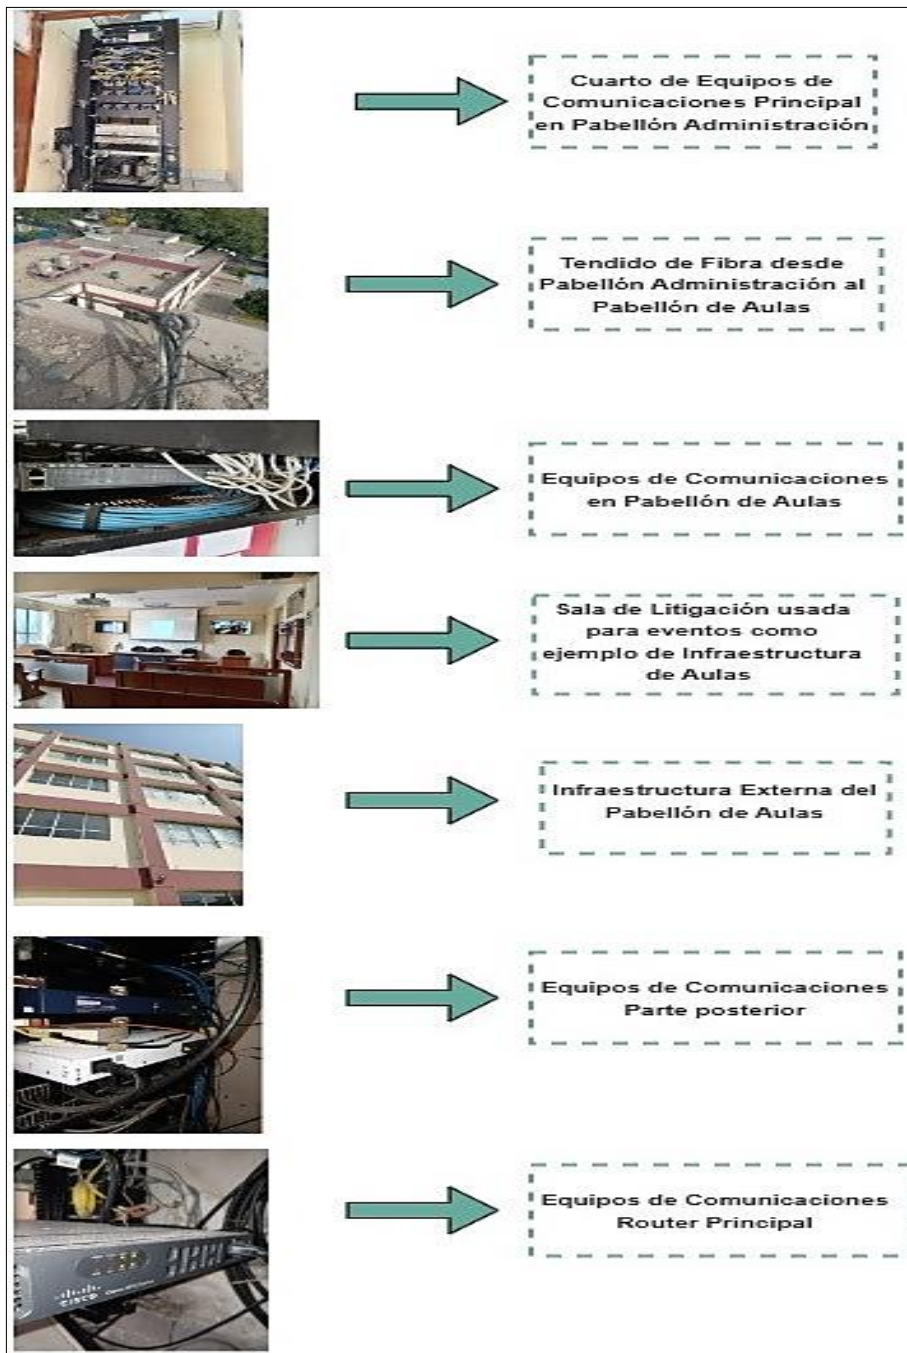 Cuarto de Equipos de
Comunicaciones Principal
en Pabellón Administración
Tendido de Fibra desde
Pabellón Administración al
Pabellón de Aulas
Equipos de Comunicaciones
en Pabellón de Aulas
Sala de Litigación usada
para eventos como
ejemplo de Infraestructura
de Aulas
Infraestructura Externa del
Pabellón de Aulas
Equipos de Comunicaciones
Parte posterior
Equipos de Comunicaciones
Router Principal
CISCO